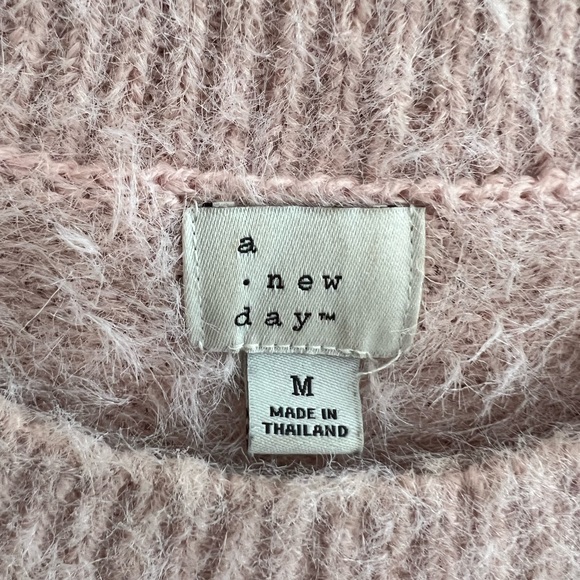 a
· new
day™
M
MADE IN
THAILAND